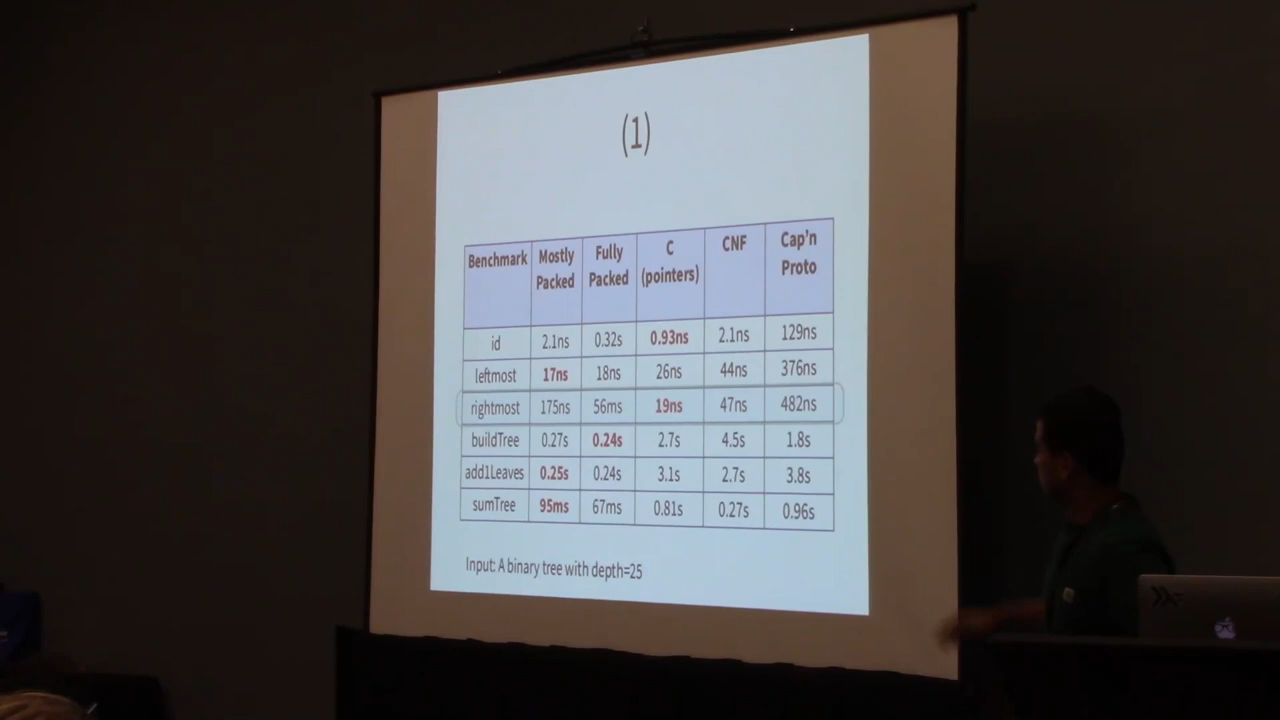 (1)
Benchmark Mostly Packed Fully Packed C (pointers) CNF Cap'n Proto
id 2.1ns 0.32s 0.93ns 2.1ns 129ns
leftmost 17ns 18ns 26ns 44ns 376ns
rightmost 175ns 56ms 19ns 47ns 482ns
buildTree 0.27s 0.24s 2.7s 4.5s 1.8s
add1Leaves 0.25s 0.24s 3.1s 2.7s 3.8s
sumTree 95ms 67ms 0.81s 0.27s 0.96s
Input: A binary tree with depth=25